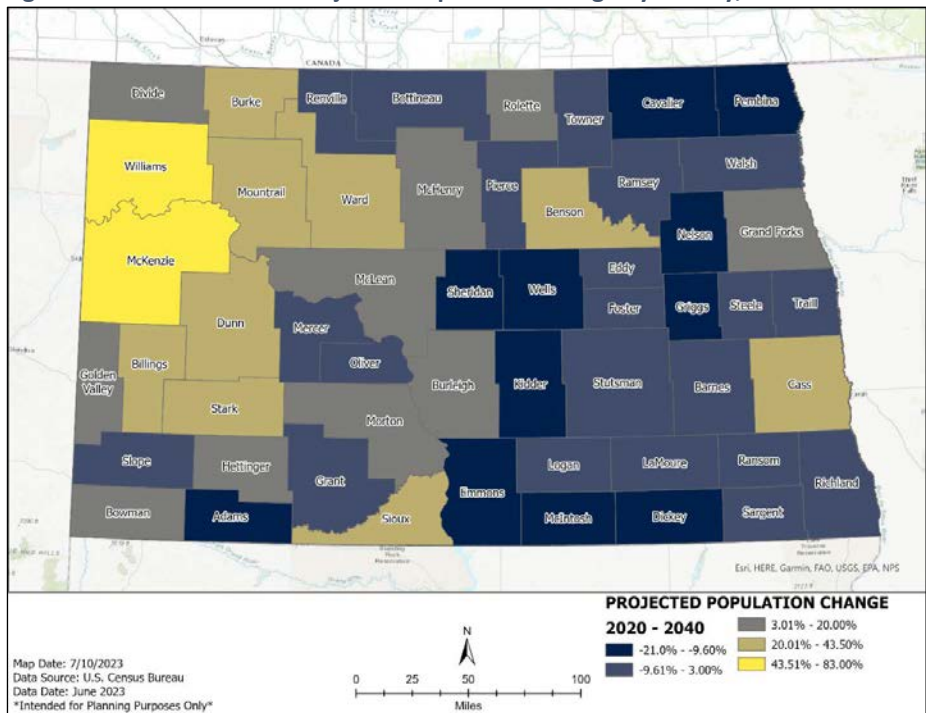 CANADA
Divide
Burke
Renville
Bottineau
Rolette
Towner
Cavalier
Pembina
Williams
Mountrail
Ward
McHenry
Pierce
Benson
Ramsey
Walsh
Nelson
Grand Forks
McKenzie
McLean
Sheridan
Wells
Eddy
Foster
Griggs
Steele
Traill
Dunn
Mercer
Oliver
Golden
Valley
Billings
Stark
Burleigh
Kidder
Stutsman
Barnes
Cass
Morton
Slope
Hettinger
Grant
Emmons
Logan
LaMoure
Ransom
Richland
Bowman
Adams
Sioux
McIntosh
Dickey
Sargent
Esri, HERE, Garmin, FAO, USGS, EPA, NPS
PROJECTED POPULATION CHANGE
2020 - 2040
-21.0% - -9.60%
-9.61% - 3.00%
3.01% - 20.00%
20.01% - 43.50%
43.51% - 83.00%
N
0 25 50 100
Miles
Map Date: 7/10/2023
Data Source: U.S. Census Bureau
Data Date: June 2023
*Intended for Planning Purposes Only*